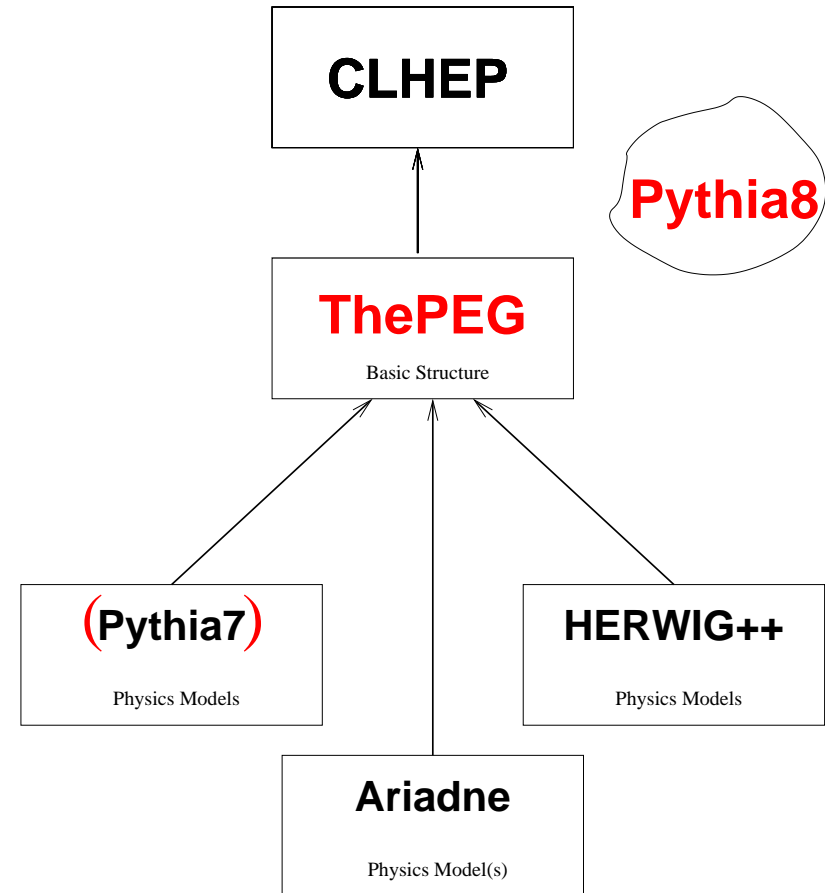 CLHEP
Pythia8
ThePEG
Basic Structure
(Pythia7)
Physics Models
HERWIG++
Physics Models
Ariadne
Physics Model(s)